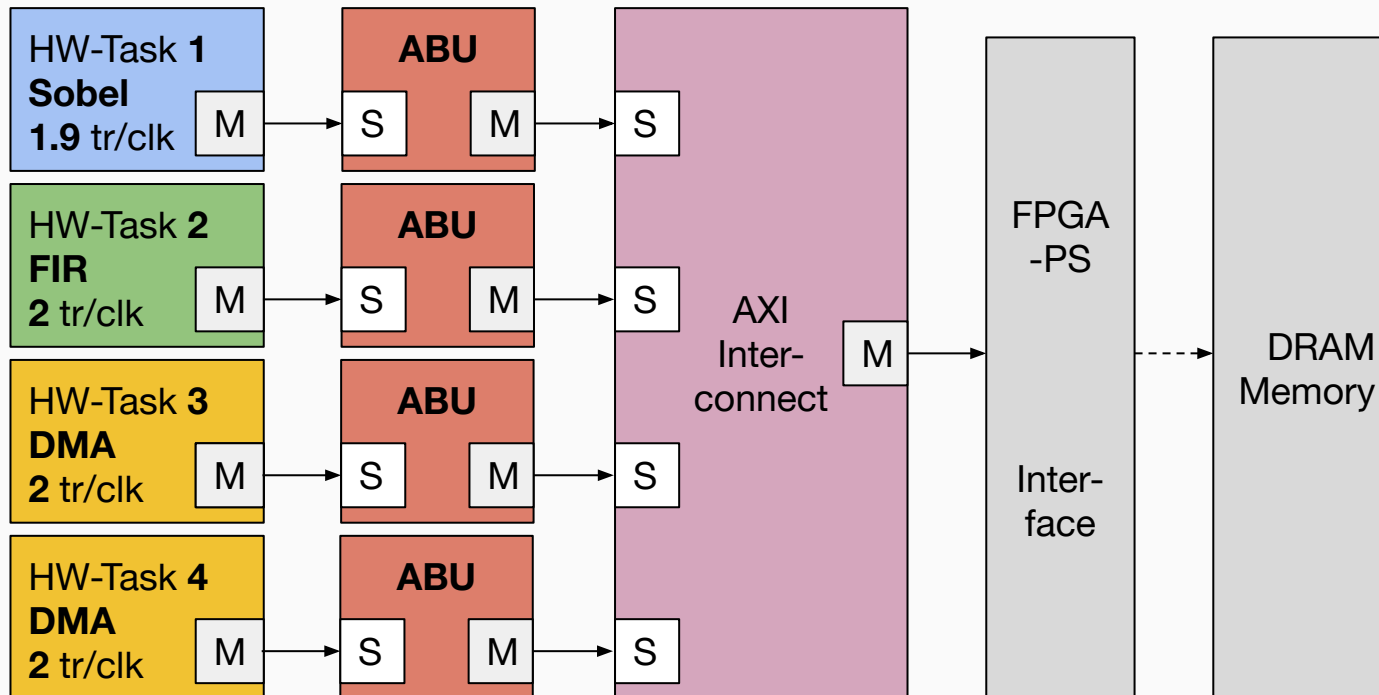 HW-Task 1
Sobel
1.9 tr/clk
M
S
ABU
M
S
HW-Task 2
FIR
2 tr/clk
M
S
ABU
M
S
HW-Task 3
DMA
2 tr/clk
M
S
ABU
M
S
HW-Task 4
DMA
2 tr/clk
M
S
ABU
M
S
AXI
Inter-
connect
M
FPGA
-PS
Inter-
face
DRAM
Memory